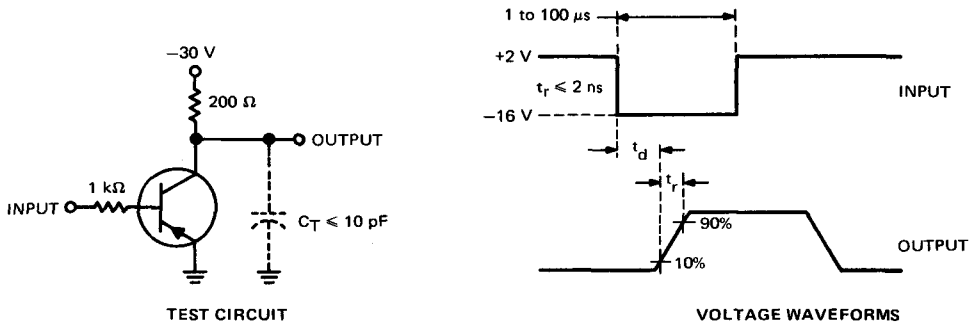 −30 V
200 Ω
OUTPUT
1 kΩ
INPUT
C_T ≤ 10 pF
TEST CIRCUIT
1 to 100 μs
+2 V
t_r ≤ 2 ns
INPUT
−16 V
t_d
t_r
90%
10%
OUTPUT
VOLTAGE WAVEFORMS